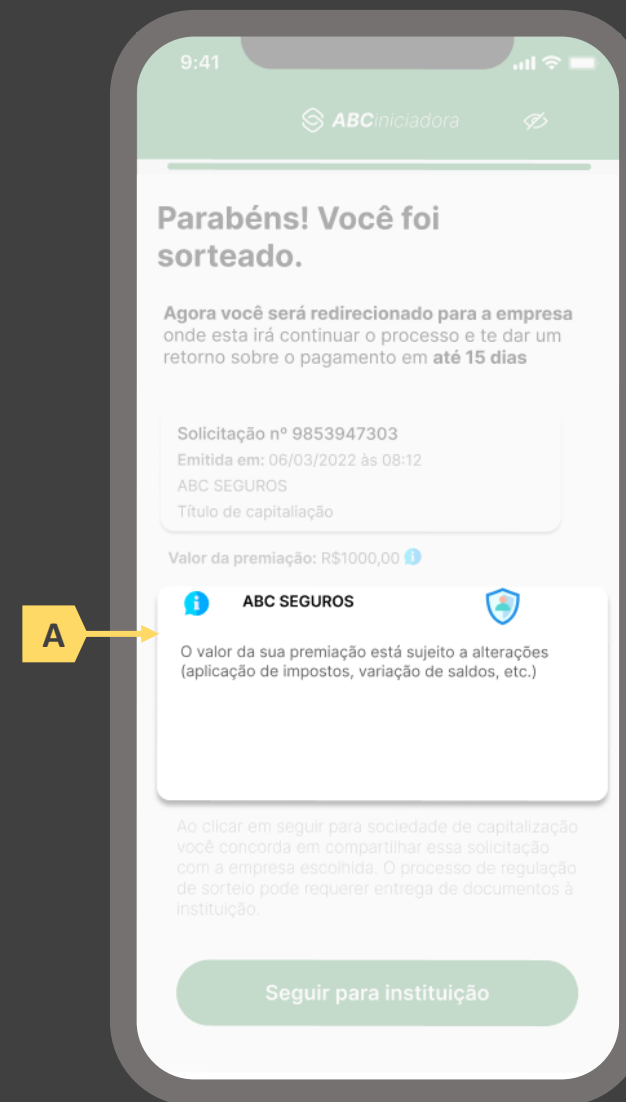 9:41
ABCiniciadora
Parabéns! Você foi
sorteado.
Agora você será redirecionado para a empresa
onde esta irá continuar o processo e te dar um
retorno sobre o pagamento em até 15 dias
Solicitação nº 9853947303
Emitida em: 06/03/2022 às 08:12
ABC SEGUROS
Título de capitaliação
Valor da premiação: R$1000,00
ABC SEGUROS
A
O valor da sua premiação está sujeito a alterações
(aplicação de impostos, variação de saldos, etc.)
Ao clicar em seguir para sociedade de capitalização
você concorda em compartilhar essa solicitação
com a empresa escolhida. O processo de regulação
de sorteio pode requerer entrega de documentos à
instituição.
Seguir para instituição